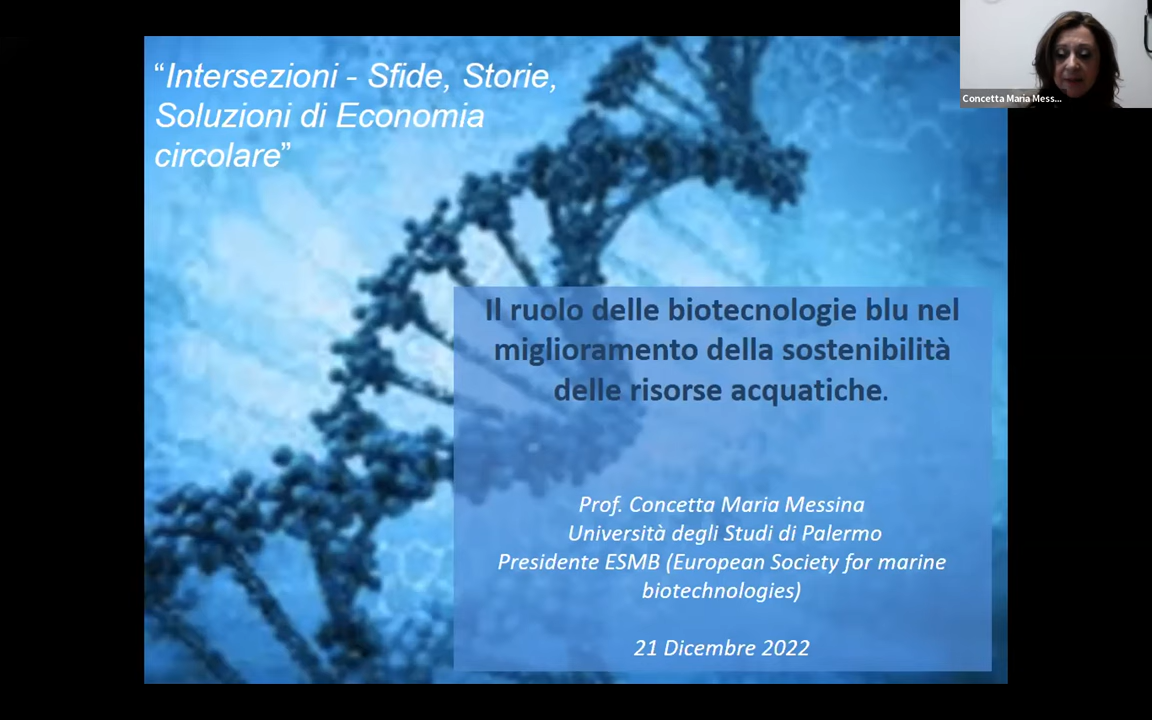 “Intersezioni - Sfide, Storie,
Soluzioni di Economia
circolare”
Concetta Maria Mess...
Il ruolo delle biotecnologie blu nel
miglioramento della sostenibilità
delle risorse acquatiche.
Prof. Concetta Maria Messina
Università degli Studi di Palermo
Presidente ESMB (European Society for marine
biotechnologies)
21 Dicembre 2022